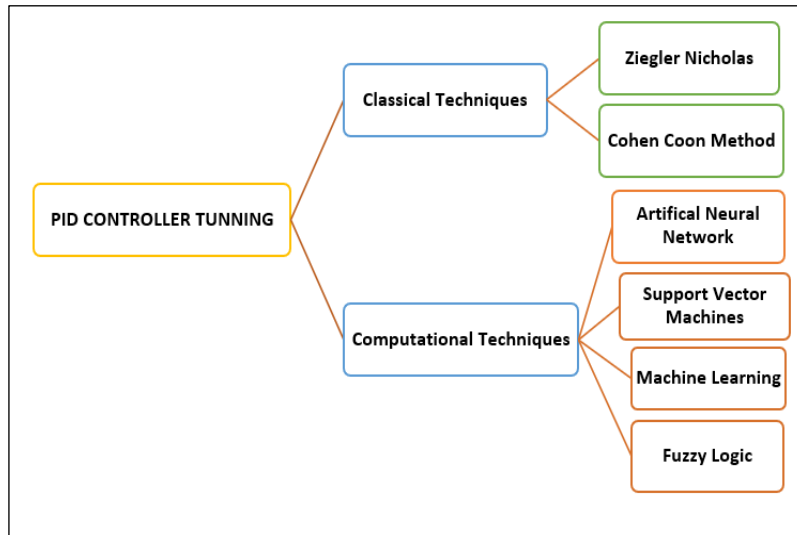 Ziegler Nicholas
Classical Techniques
Cohen Coon Method
PID CONTROLLER TUNNING
Artifical Neural
Network
Support Vector
Machines
Computational Techniques
Machine Learning
Fuzzy Logic